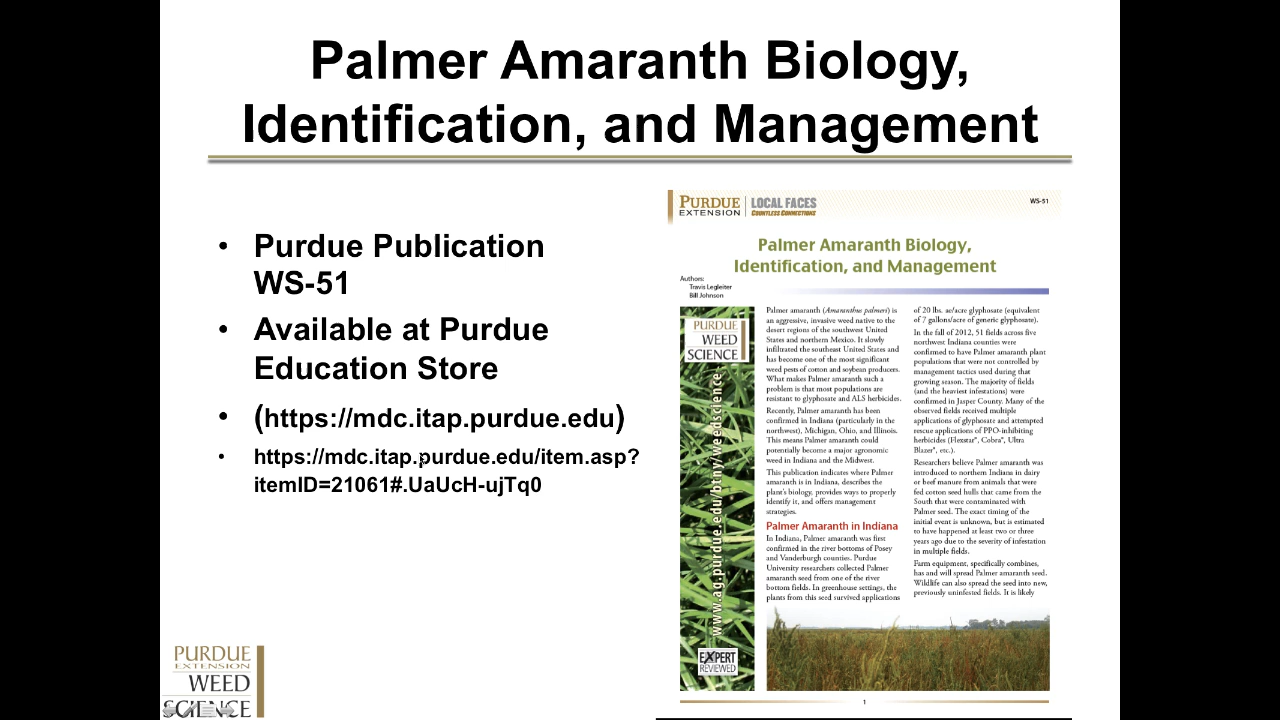 Palmer Amaranth Biology,
Identification, and Management
• Purdue Publication
WS-51
• Available at Purdue
Education Store
• (https://mdc.itap.purdue.edu)
• https://mdc.itap.purdue.edu/item.asp?
itemID=21061#.UaUcH-ujTq0
PURDUE
EXTENSION
WEED
SCIENCE
PURDUE
EXTENSION
LOCAL FACES
COUNTLESS CONNECTIONS
WS-51
Palmer Amaranth Biology,
Identification, and Management
Authors:
Travis Legleiter
Bill Johnson
PURDUE
WEED
SCIENCE
www.ag.purdue.edu/btny/weedscience
EXPERT
REVIEWED
Palmer amaranth (Amaranthus palmeri) is
an aggressive, invasive weed native to the
desert regions of the southwest United
States and northern Mexico. It slowly
infiltrated the southeast United States and
has become one of the most significant
weed pests of cotton and soybean producers.
What makes Palmer amaranth such a
problem is that most populations are
resistant to glyphosate and ALS herbicides.
Recently, Palmer amaranth has been
confirmed in Indiana (particularly in the
northwest), Michigan, Ohio, and Illinois.
This means Palmer amaranth could
potentially become a major agronomic
weed in Indiana and the Midwest.
This publication indicates where Palmer
amaranth is in Indiana, describes the
plant's biology, provides ways to properly
identify it, and offers management
strategies.
Palmer Amaranth in Indiana
In Indiana, Palmer amaranth was first
confirmed in the river bottoms of Posey
and Vanderburgh counties. Purdue
University researchers collected Palmer
amaranth seed from one of the river
bottom fields. In greenhouse settings, the
plants from this seed survived applications
of 20 lbs. ae/acre glyphosate (equivalent
of 7 gallons/acre of generic glyphosate).
In the fall of 2012, 51 fields across five
northwest Indiana counties were
confirmed to have Palmer amaranth plant
populations that were not controlled by
management tactics used during that
growing season. The majority of fields
(and the heaviest infestations) were
confirmed in Jasper County. Many of the
observed fields received multiple
applications of glyphosate and attempted
rescue applications of PPO-inhibiting
herbicides (Flexstar®, Cobra®, Ultra
Blazer®, etc.).
Researchers believe Palmer amaranth was
introduced to northern Indiana in dairy
or beef manure from animals that were
fed cotton seed hulls that came from the
South that were contaminated with
Palmer seed. The exact timing of the
initial event is unknown, but is estimated
to have happened at least two or three
years ago due to the severity of infestation
in multiple fields.
Farm equipment, specifically combines,
has and will spread Palmer amaranth seed.
Wildlife can also spread the seed into new,
previously uninfested fields. It is likely
1